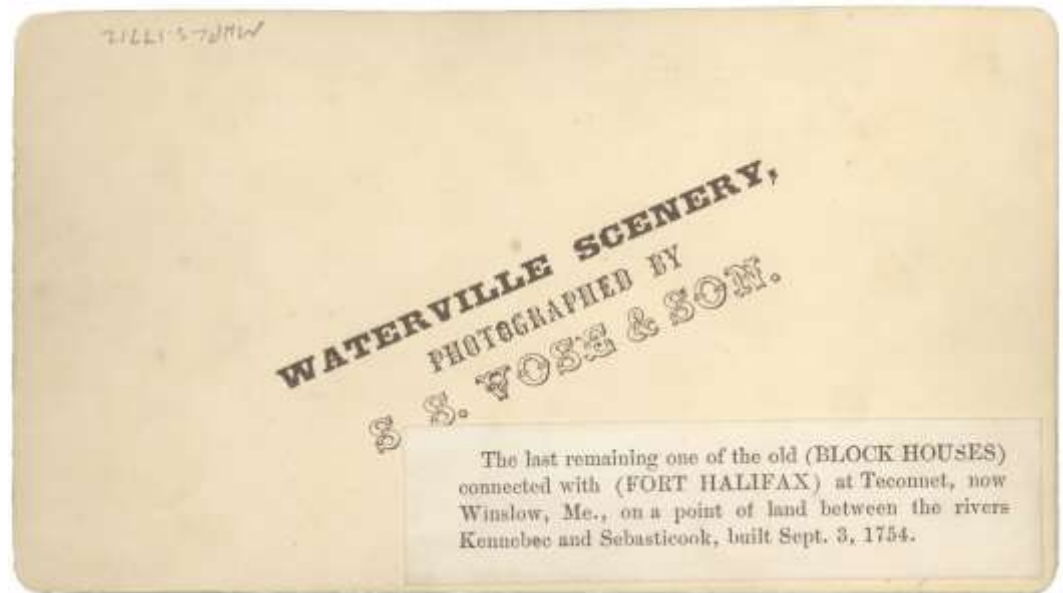 WATERVILLE SCENERY,
PHOTOGRAPHED BY
S S. VOSE & SON.
The last remaining one of the old (BLOCK HOUSES)
connected with (FORT HALIFAX) at Teconnet, now
Winslow, Me., on a point of land between the rivers
Kennebec and Sebasticook, built Sept. 3, 1754.